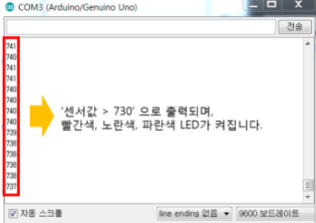 COM3 (Arduino/Genuino Uno)
전송
741
740
741
741
740
740
740
740
739
738
738
736
737
'센서값 > 730' 으로 출력되며,
빨간색, 노란색, 파란색 LED가 켜집니다.
자동 스크롤
line ending 없음
9600 보드레이트